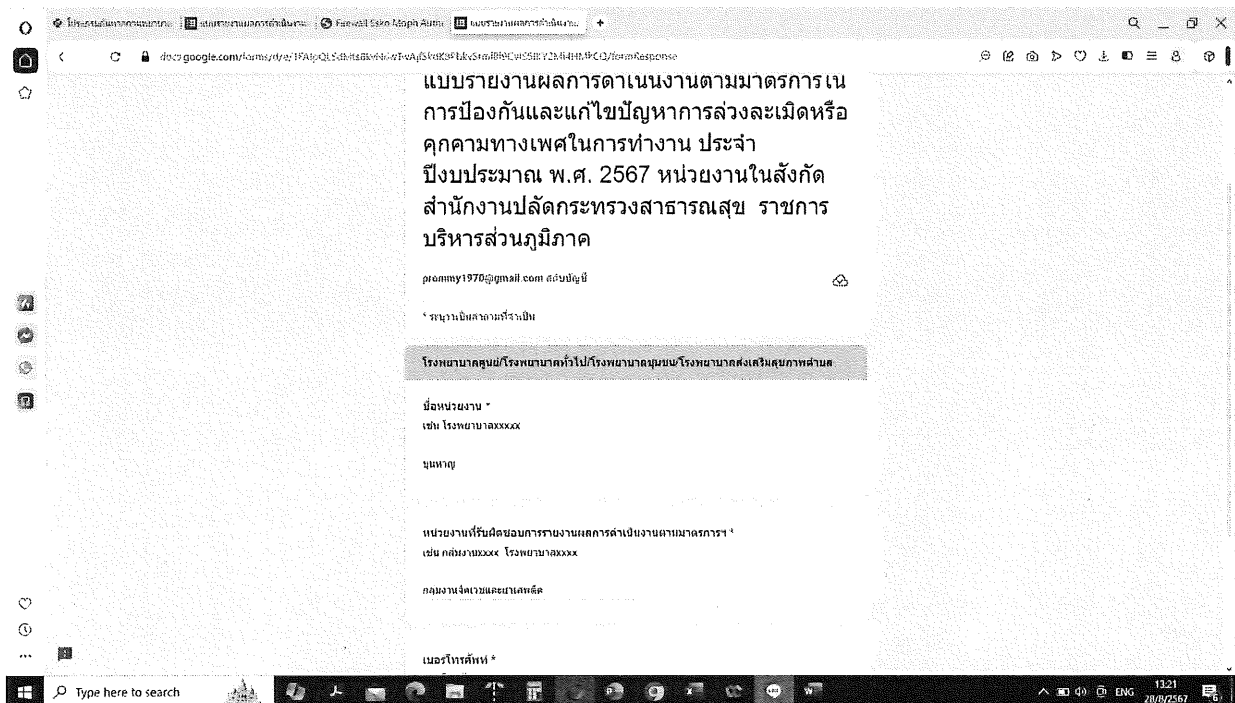 แบบรายงานผลการดำเนินงานตามมาตรการใน
การป้องกันและแก้ไขปัญหาการล่วงละเมิดหรือ
คุกคามทางเพศในการทำงาน ประจำ
ปีงบประมาณ พ.ศ. 2567 หน่วยงานในสังกัด
สำนักงานปลัดกระทรวงสาธารณสุข ราชการ
บริหารส่วนภูมิภาค
prommy1970@gmail.com สลับบัญชี
* ระบุว่าเป็นคำถามที่จำเป็น
โรงพยาบาลศูนย์/โรงพยาบาลทั่วไป/โรงพยาบาลชุมชน/โรงพยาบาลส่งเสริมสุขภาพตำบล
ชื่อหน่วยงาน *
เช่น โรงพยาบาลxxxxx
ขุนหาญ
หน่วยงานที่รับผิดชอบการรายงานผลการดำเนินงานตามมาตรการฯ *
เช่น กลุ่มงานxxxx โรงพยาบาลxxxx
กลุ่มงานจิตเวชและยาเสพติด
เบอร์โทรศัพท์ *
Type here to search
ENG
13:21
28/8/2567